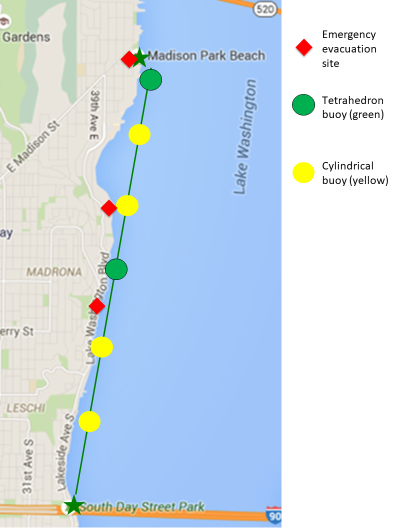 520
Gardens
Madison Park Beach
Emergency
evacuation
site
39th Ave E
Tetrahedron
buoy (green)
E Madison St
Lake Washington
Cylindrical
buoy (yellow)
ay
MADRONA
Lake Washington Blvd
erry St
LESCHI
31st Ave S
Lakeside Ave S
South Day Street Park
90